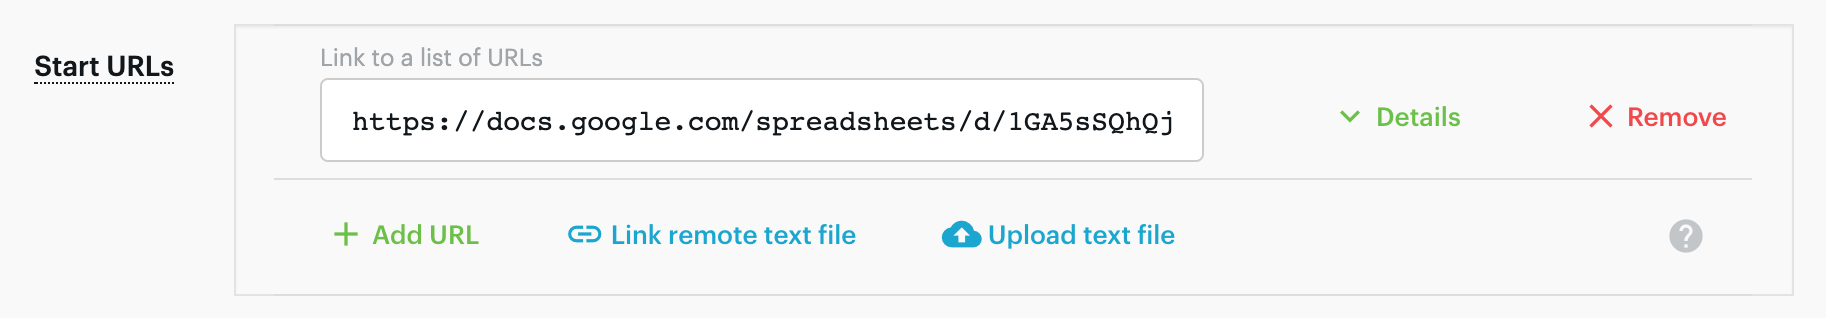 Start URLs
Link to a list of URLs
https://docs.google.com/spreadsheets/d/1GA5sSQhQj
Details
Remove
Add URL
Link remote text file
Upload text file
?